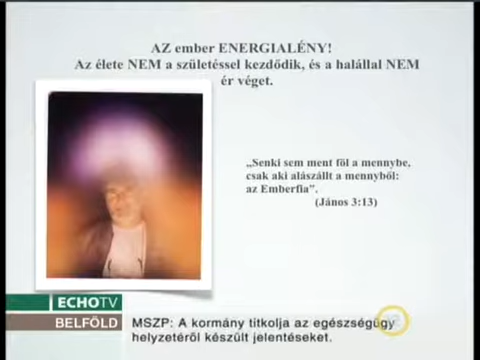 AZ ember ENERGIALÉNY!
Az élete NEM a születéssel kezdődik, és a halállal NEM
ér véget.
„Senki sem ment föl a mennybe,
csak aki alászállt a mennyből:
az Emberfia”.
(János 3:13)
ECHOTV
BELFÖLD
MSZP: A kormány titkolja az egészségügy
helyzetéről készült jelentéseket.